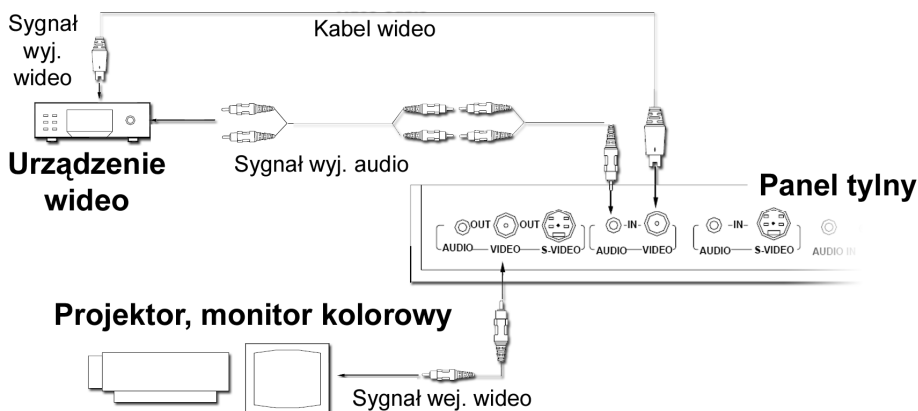 Sygnał
wyj.
wideo
Kabel wideo
Urządzenie
wideo
Sygnał wyj. audio
Panel tylny
OUT OUT -IN- -IN-
AUDIO VIDEO S-VIDEO AUDIO VIDEO AUDIO S-VIDEO AUDIO IN
Projektor, monitor kolorowy
Sygnał wej. wideo